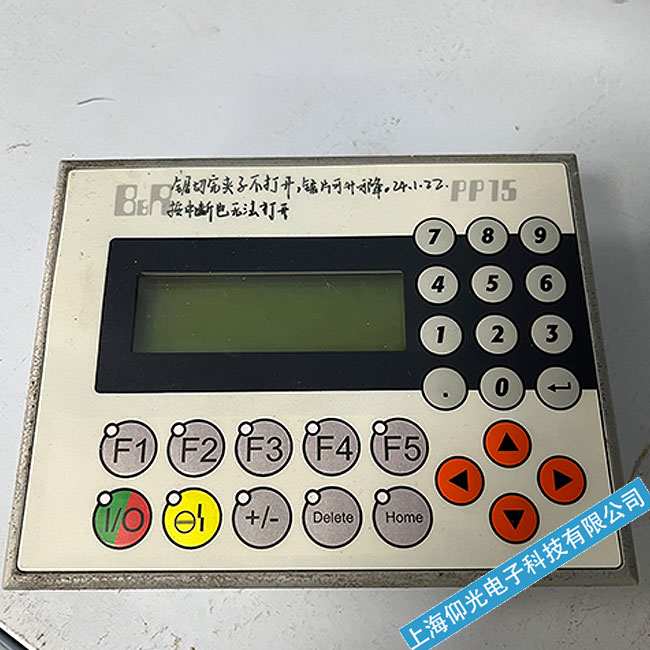 B&R 锯切完夹子不打开,锯片可升降.24.1.22. PP15
按中断也无法打开
7 8 9
4 5 6
1 2 3
. 0 ↵
F1 F2 F3 F4 F5
I/O +/- Delete Home
上海仰光电子科技有限公司